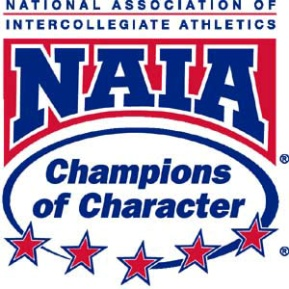 NATIONAL ASSOCIATION OF
INTERCOLLEGIATE ATHLETICS
NAIA
Champions
of Character
®
®